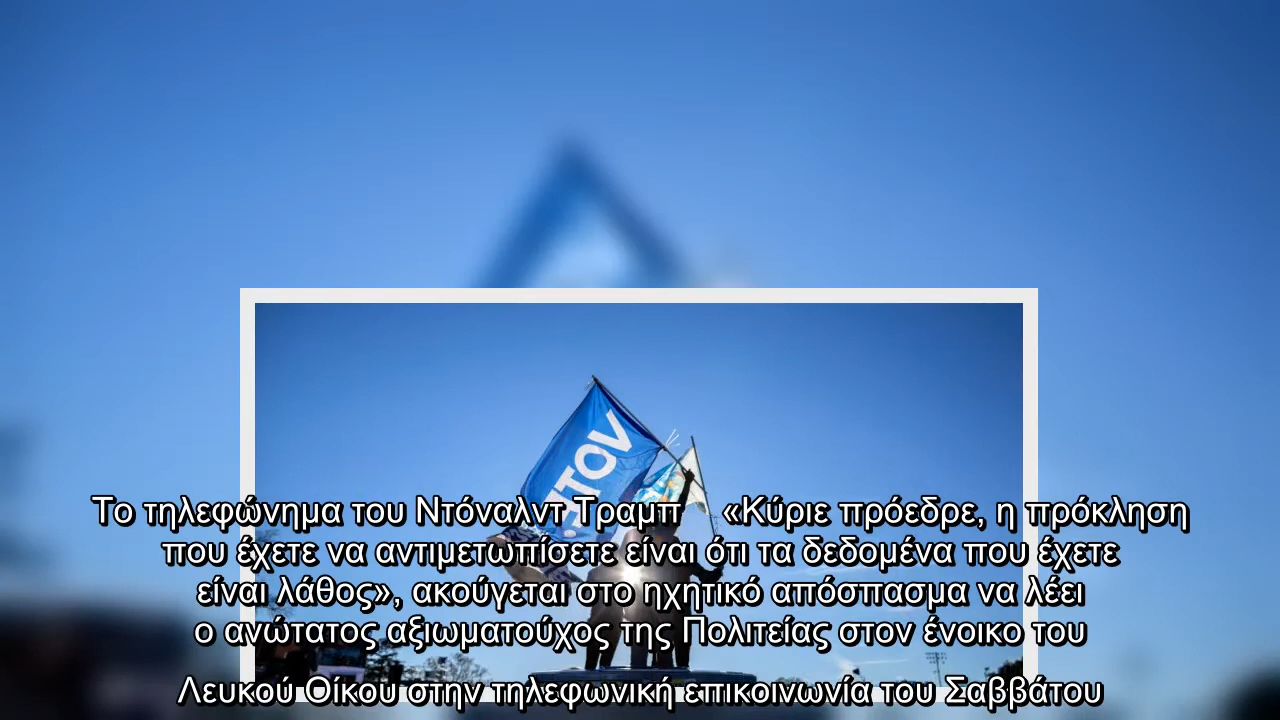 VOTE.
Το τηλεφώνημα του Ντόναλντ Τραμπ «Κύριε πρόεδρε, η πρόκληση
που έχετε να αντιμετωπίσετε είναι ότι τα δεδομένα που έχετε
είναι λάθος», ακούγεται στο ηχητικό απόσπασμα να λέει
ο ανώτατος αξιωματούχος της Πολιτείας στον ένοικο του
Λευκού Οίκου στην τηλεφωνική επικοινωνία του Σαββάτου